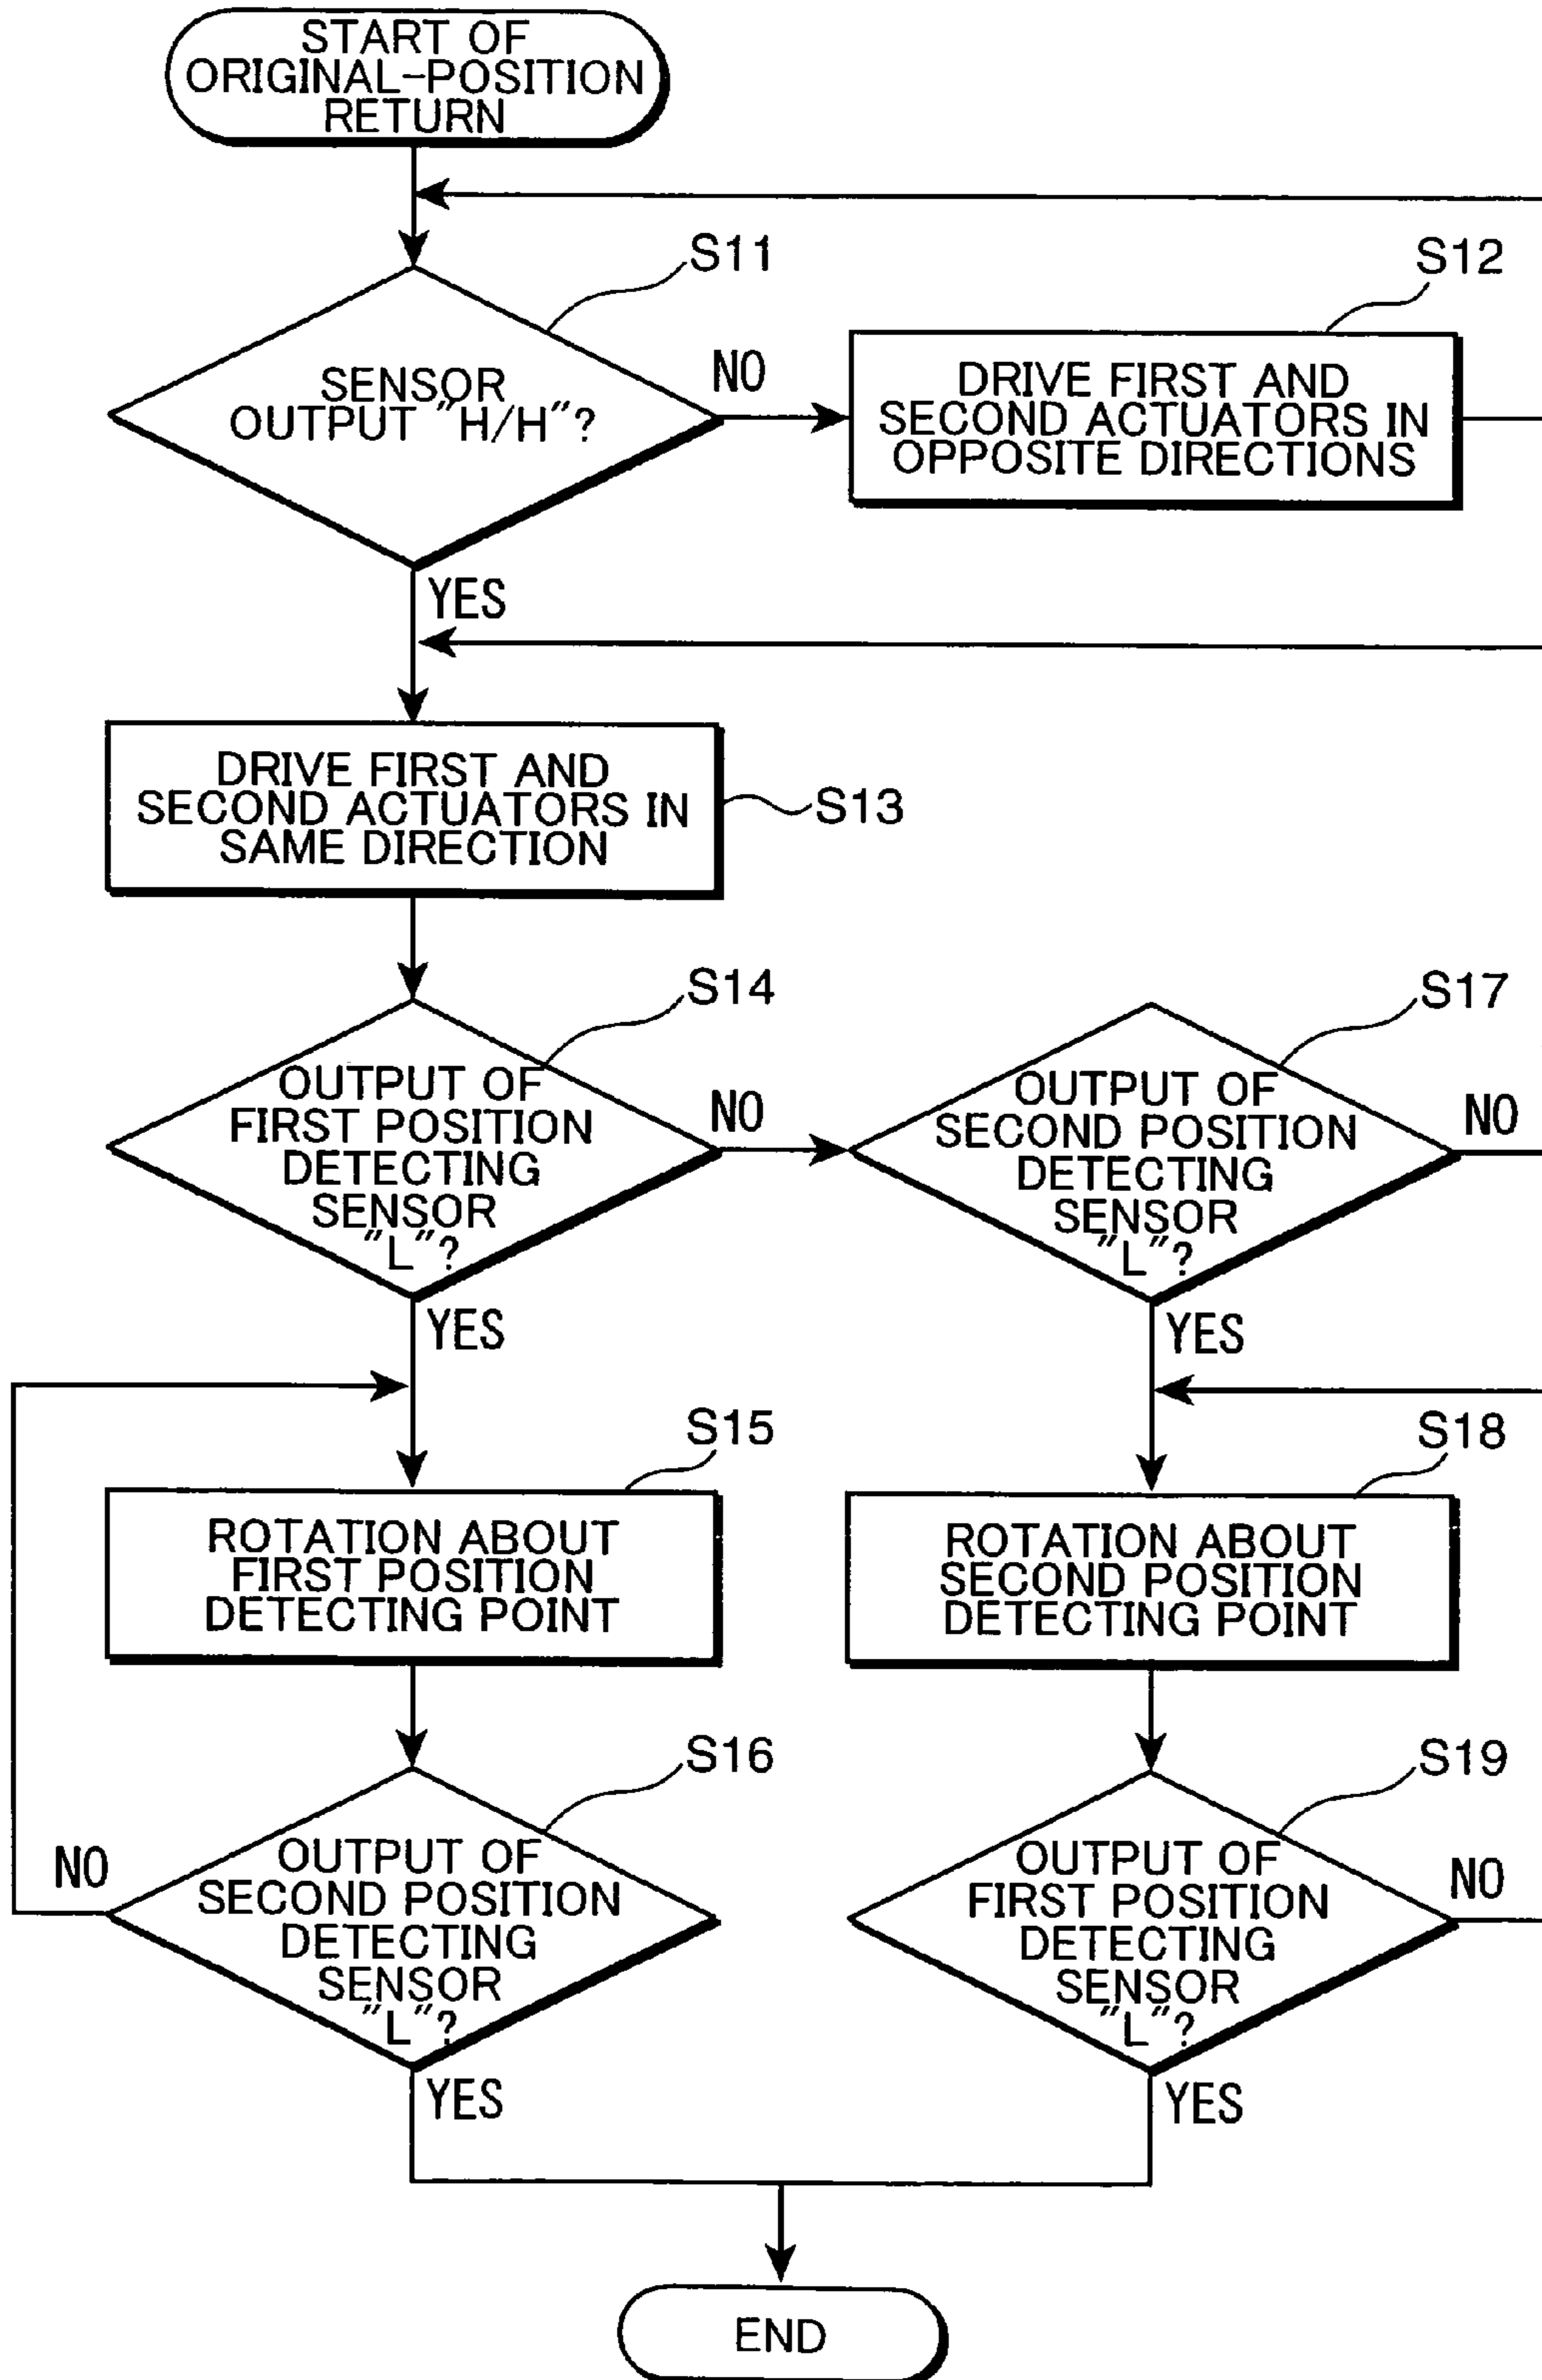 START OF
ORIGINAL-POSITION
RETURN
S11
SENSOR
OUTPUT "H/H"?
NO
S12
DRIVE FIRST AND
SECOND ACTUATORS IN
OPPOSITE DIRECTIONS
YES
DRIVE FIRST AND
SECOND ACTUATORS IN
SAME DIRECTION
S13
S14
OUTPUT OF
FIRST POSITION
DETECTING
SENSOR
"L"?
NO
S17
OUTPUT OF
SECOND POSITION
DETECTING
SENSOR
"L"?
NO
YES
YES
S15
ROTATION ABOUT
FIRST POSITION
DETECTING POINT
S18
ROTATION ABOUT
SECOND POSITION
DETECTING POINT
S16
OUTPUT OF
SECOND POSITION
DETECTING
SENSOR
"L"?
NO
S19
OUTPUT OF
FIRST POSITION
DETECTING
SENSOR
"L"?
NO
YES
YES
END